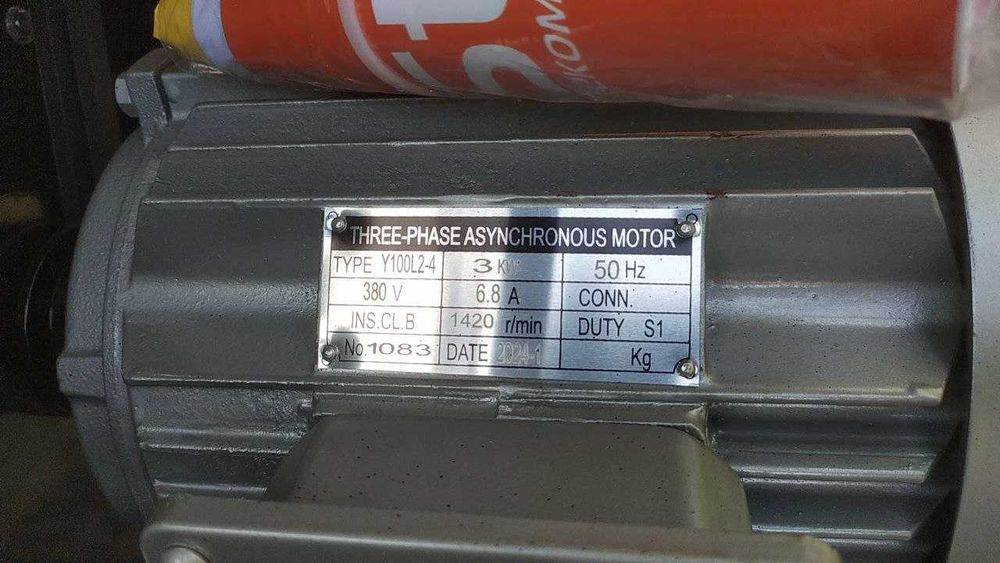 KOM
THREE-PHASE ASYNCHRONOUS MOTOR
TYPE Y100L2-4 3 KW 50 Hz
380 V 6.8 A CONN.
INS.CL.B 1420 r/min DUTY S1
No.1083 DATE 2024-1 Kg